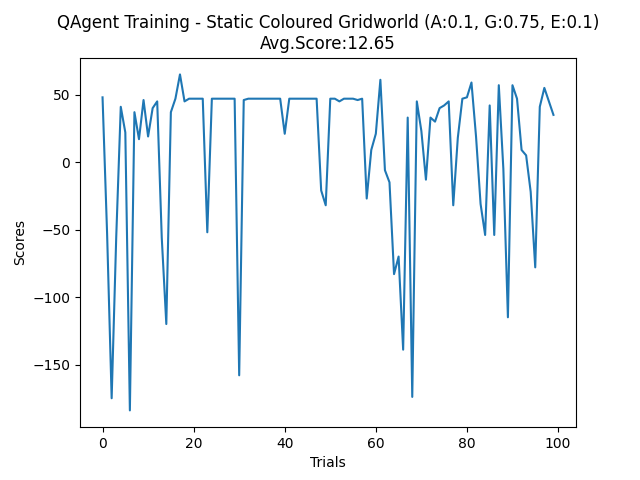 QAgent Training - Static Coloured Gridworld (A:0.1, G:0.75, E:0.1)
Avg.Score:12.65
50
0
−50
−100
−150
Scores
0 20 40 60 80 100
Trials